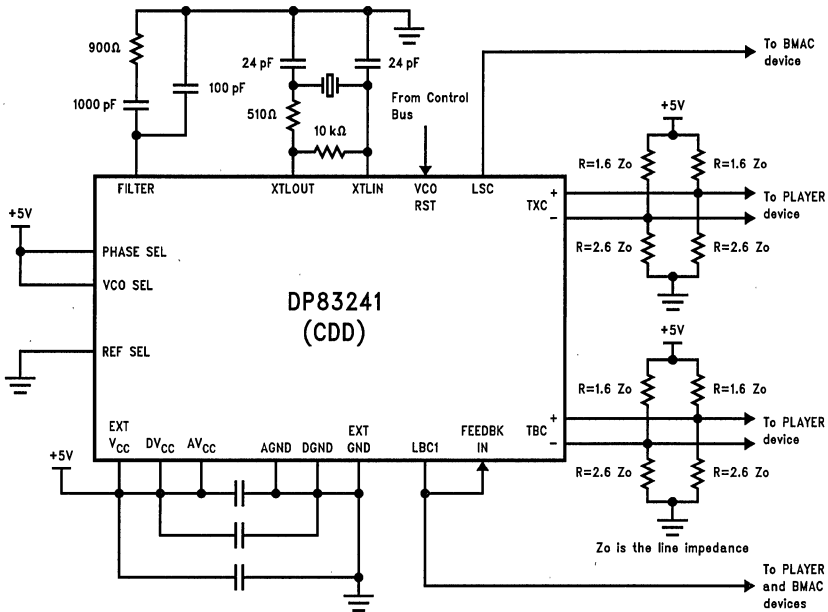 900Ω
1000 pF
100 pF
24 pF
24 pF
510Ω
10 kΩ
From Control
Bus
To BMAC
device
FILTER
XTLOUT
XTLIN
VCO
RST
LSC
+5V
R=1.6 Zo
R=1.6 Zo
+
TXC
−
To PLAYER
device
R=2.6 Zo
R=2.6 Zo
+5V
PHASE SEL
VCO SEL
REF SEL
DP83241
(CDD)
+5V
R=1.6 Zo
R=1.6 Zo
+
TBC
−
To PLAYER
device
R=2.6 Zo
R=2.6 Zo
EXT
VCC
DVCC
AVCC
AGND
DGND
EXT
GND
LBC1
FEEDBK
IN
+5V
Zo is the line impedance
To PLAYER
and BMAC
devices